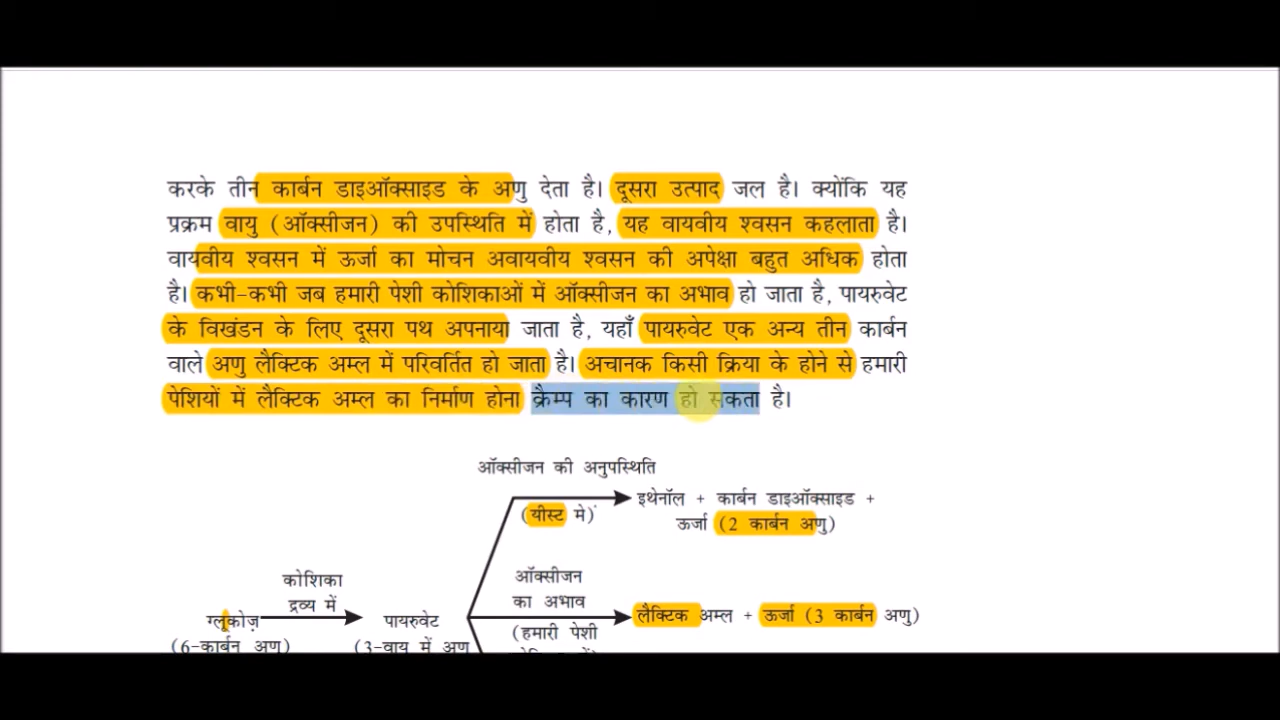 करके तीन कार्बन डाइऑक्साइड के अणु देता है। दूसरा उत्पाद जल है। क्योंकि यह
प्रक्रम वायु (ऑक्सीजन) की उपस्थिति में होता है, यह वायवीय श्वसन कहलाता है।
वायवीय श्वसन में ऊर्जा का मोचन अवायवीय श्वसन की अपेक्षा बहुत अधिक होता
है। कभी-कभी जब हमारी पेशी कोशिकाओं में ऑक्सीजन का अभाव हो जाता है, पायरुवेट
के विखंडन के लिए दूसरा पथ अपनाया जाता है, यहाँ पायरुवेट एक अन्य तीन कार्बन
वाले अणु लैक्टिक अम्ल में परिवर्तित हो जाता है। अचानक किसी क्रिया के होने से हमारी
पेशियों में लैक्टिक अम्ल का निर्माण होना क्रैम्प का कारण हो सकता है।
ऑक्सीजन की अनुपस्थिति
(यीस्ट मे)
इथेनॉल + कार्बन डाइऑक्साइड +
ऊर्जा (2 कार्बन अणु)
कोशिका
द्रव्य में
ऑक्सीजन
का अभाव
(हमारी पेशी
ग्लूकोज़
(6-कार्बन अणु)
पायरुवेट
(3-वाय में अण
लैक्टिक अम्ल + ऊर्जा (3 कार्बन अणु)